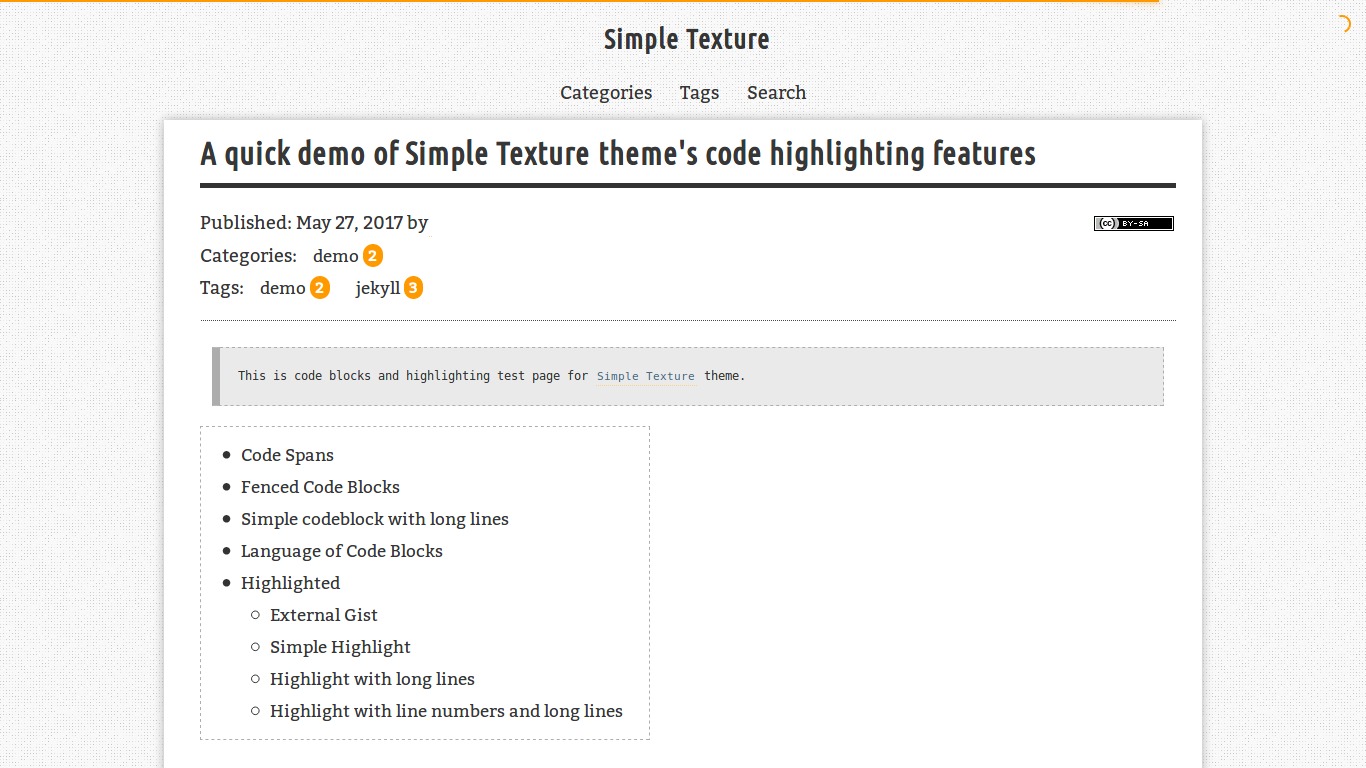 Simple Texture
Categories Tags Search
A quick demo of Simple Texture theme's code highlighting features
Published: May 27, 2017 by
cc BY-SA
Categories: demo 2
Tags: demo 2 jekyll 3
This is code blocks and highlighting test page for Simple Texture theme.
Code Spans
Fenced Code Blocks
Simple codeblock with long lines
Language of Code Blocks
Highlighted
External Gist
Simple Highlight
Highlight with long lines
Highlight with line numbers and long lines